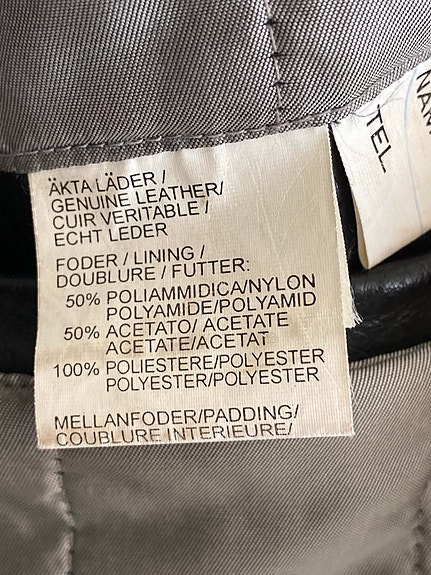 ÄKTA LÄDER /
GENUINE LEATHER/
CUIR VERITABLE /
ECHT LEDER
FODER / LINING /
DOUBLURE / FUTTER:
50% POLIAMMIDICA/NYLON
POLYAMIDE/POLYAMID
50% ACETATO/ ACETATE
ACETATE/ACETAT
100% POLIESTERE/POLYESTER
POLYESTER/POLYESTER
MELLANFODER/PADDING/
COUBLURE INTERIEURE/
TEL.
NAM